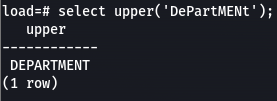 load=# select upper('DePartMENt');
upper
------------
DEPARTMENT
(1 row)